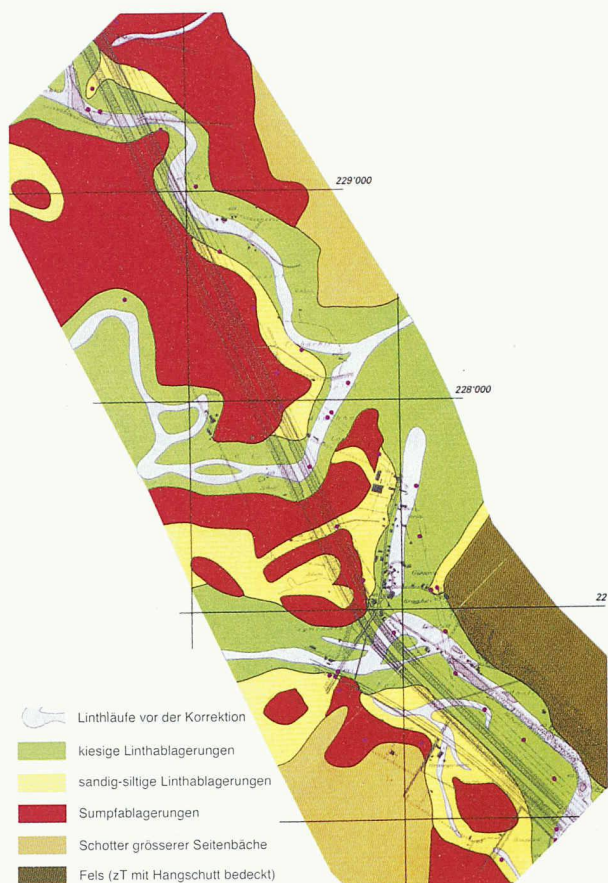 229'000
228'000
22
Linthläufe vor der Korrektion
kiesige Linthablagerungen
sandig-siltige Linthablagerungen
Sumpfablagerungen
Schotter grösserer Seitenbäche
Fels (zT mit Hangschutt bedeckt)